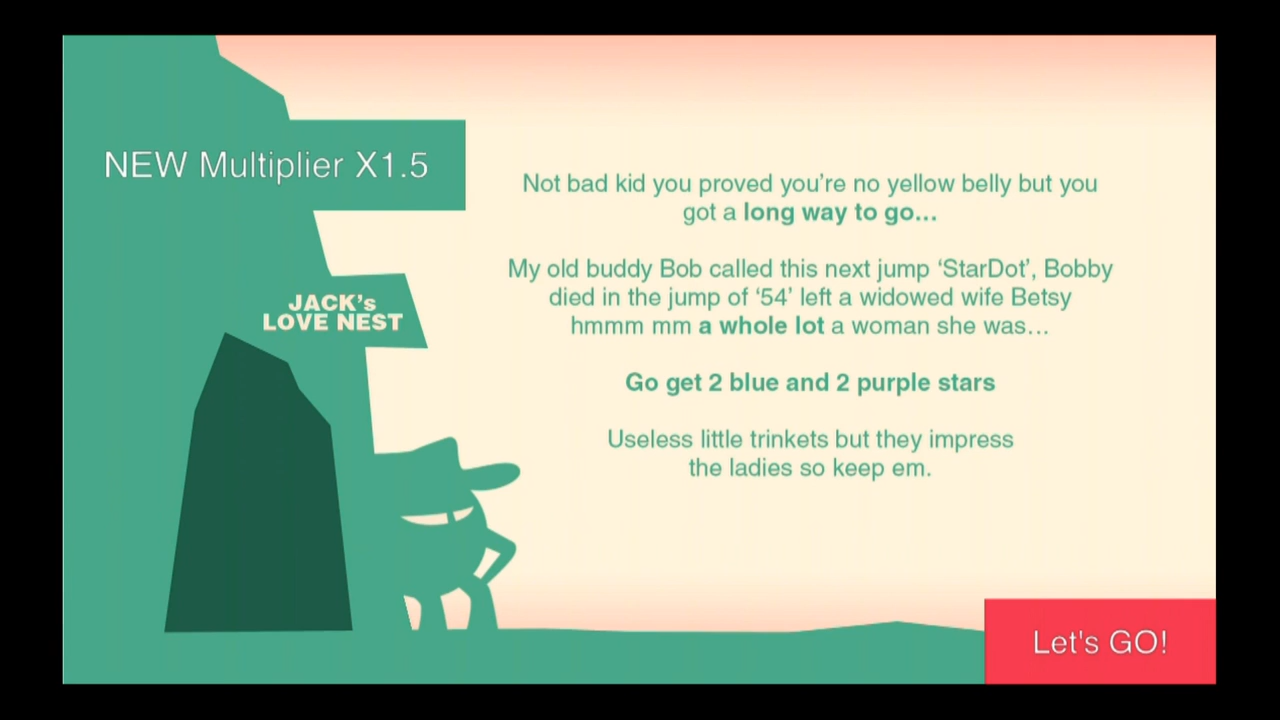 NEW Multiplier X1.5
JACK's
LOVE NEST
Not bad kid you proved you’re no yellow belly but you
got a long way to go...
My old buddy Bob called this next jump ‘StarDot’, Bobby
died in the jump of ‘54’ left a widowed wife Betsy
hmmm mm a whole lot a woman she was...
Go get 2 blue and 2 purple stars
Useless little trinkets but they impress
the ladies so keep em.
Let's GO!